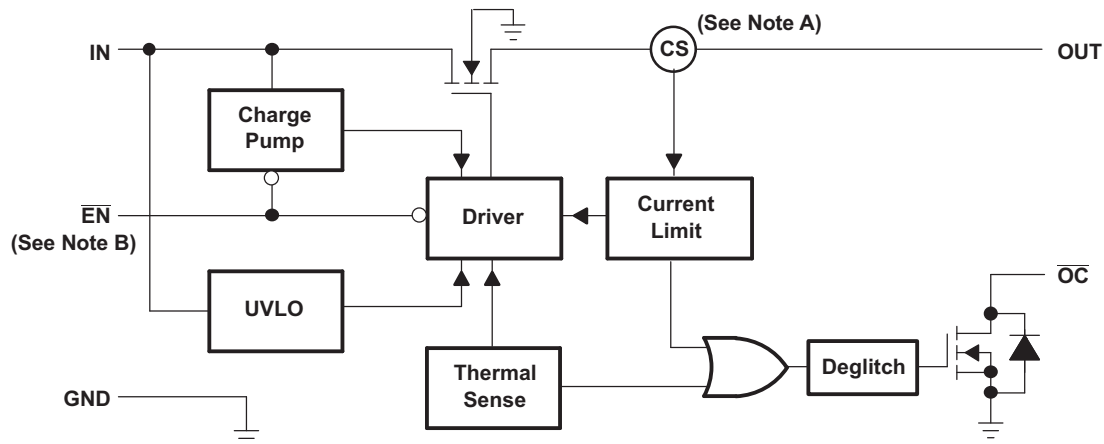 (See Note A)
IN
CS
OUT
Charge
Pump
EN
(See Note B)
Driver
Current
Limit
OC
UVLO
Thermal
Sense
Deglitch
GND